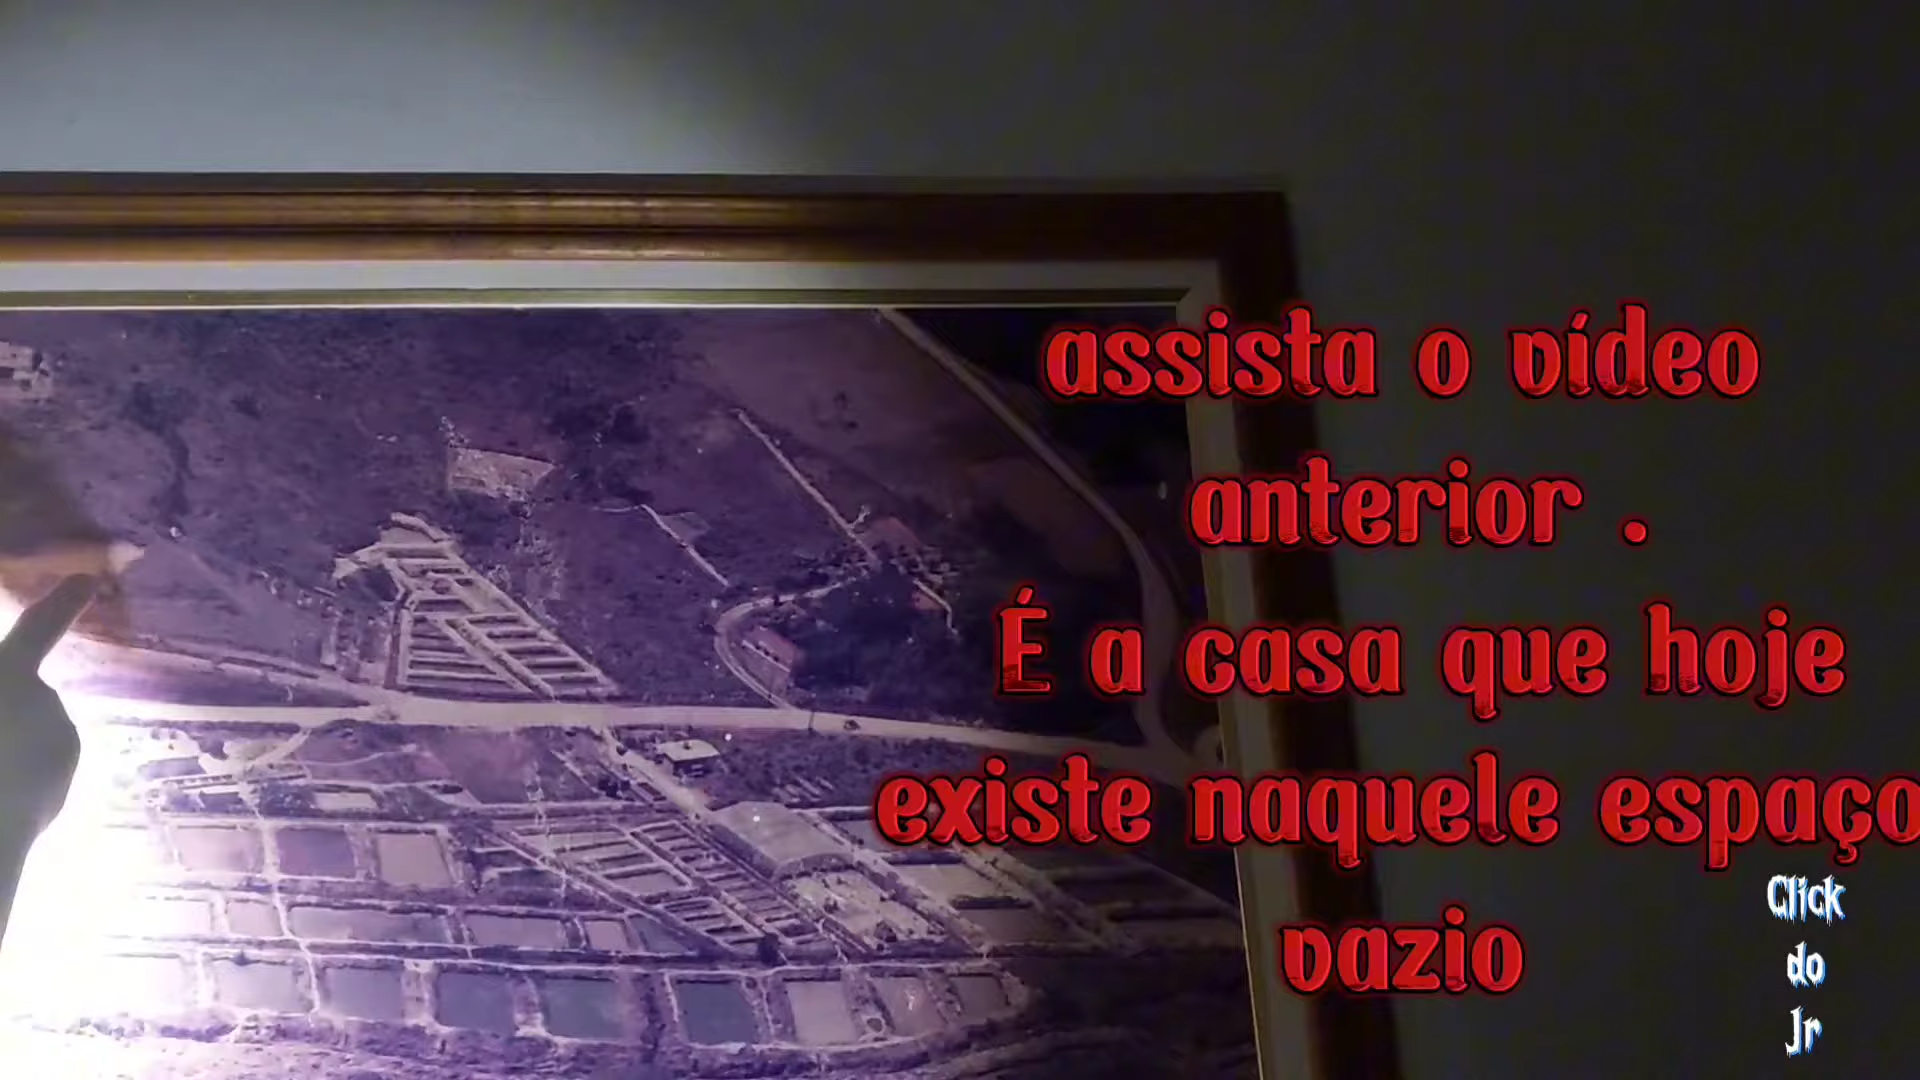 assista o vídeo
anterior .
É a casa que hoje
existe naquele espaço
vazio
Click
do
Jr